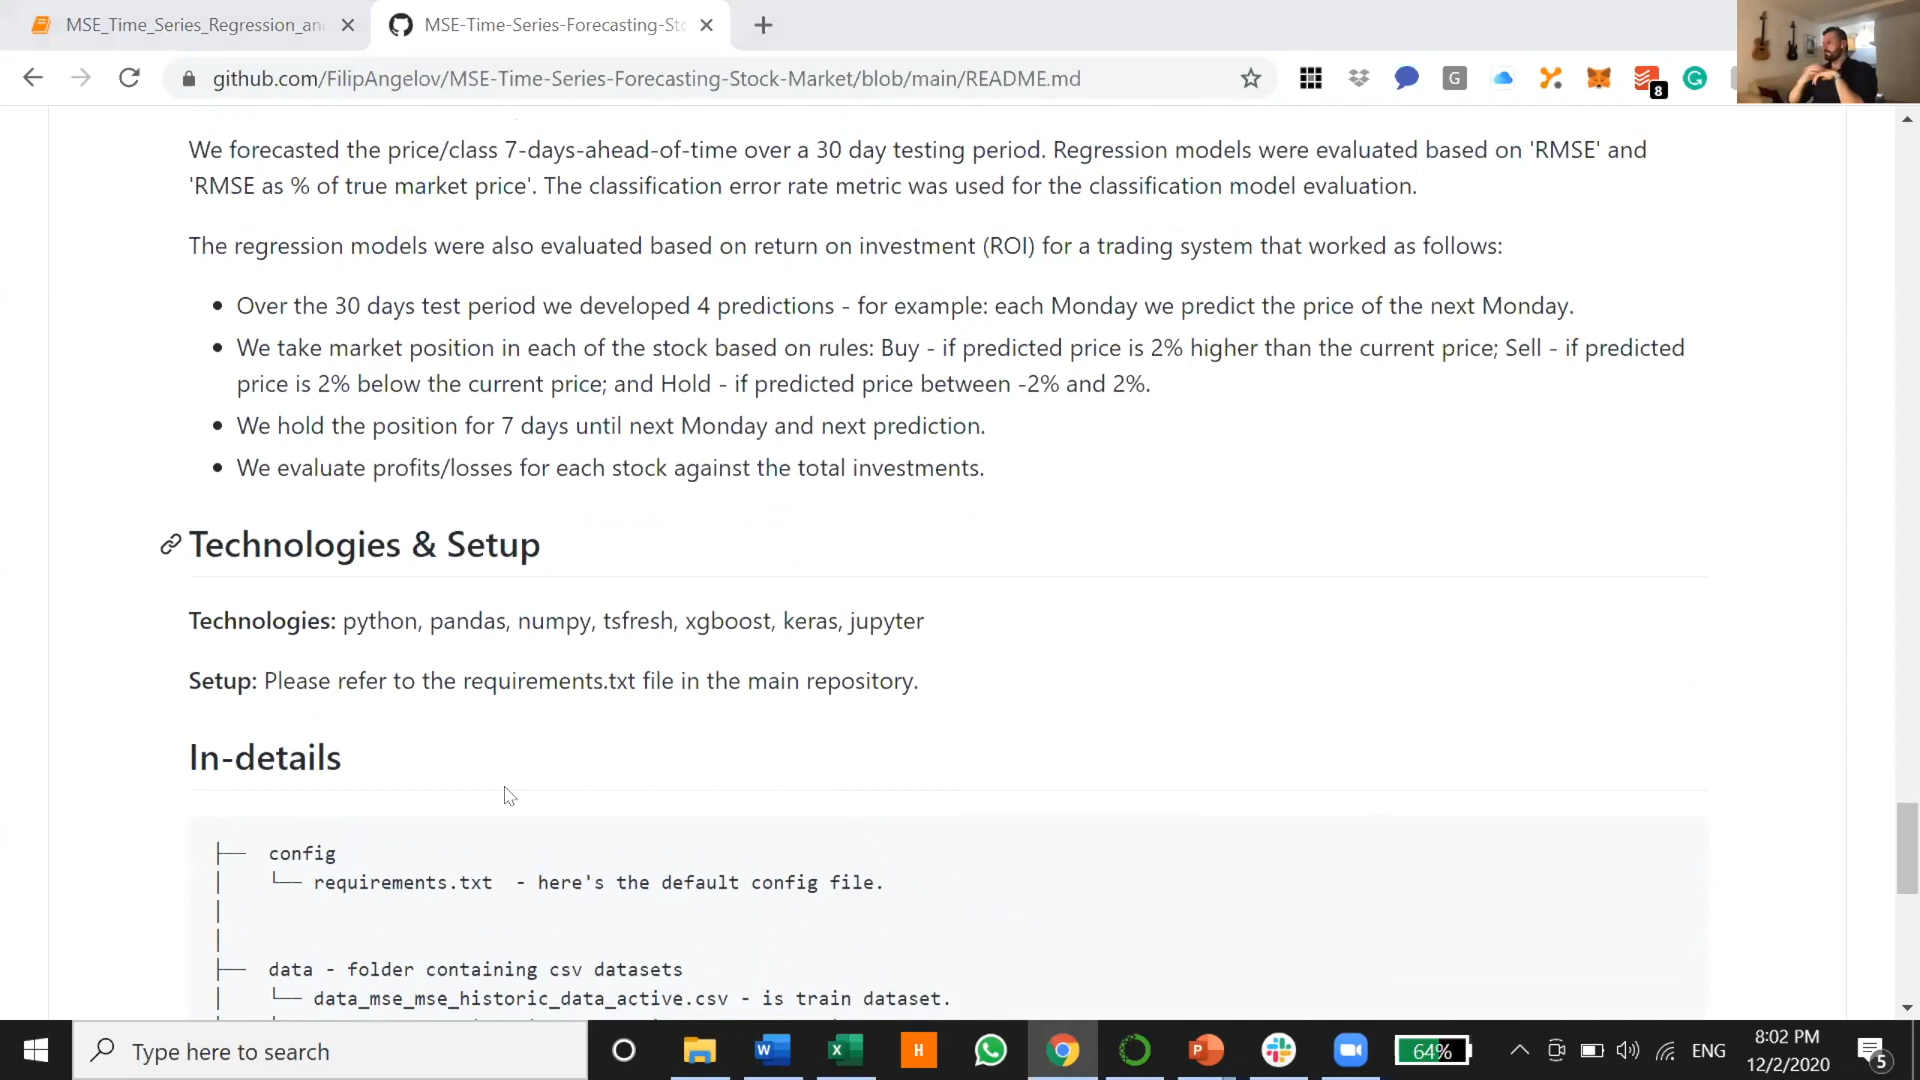 MSE_Time_Series_Regression_an
MSE-Time-Series-Forecasting-Sto
github.com/FilipAngelov/MSE-Time-Series-Forecasting-Stock-Market/blob/main/README.md
G
8
We forecasted the price/class 7-days-ahead-of-time over a 30 day testing period. Regression models were evaluated based on 'RMSE' and
'RMSE as % of true market price'. The classification error rate metric was used for the classification model evaluation.
The regression models were also evaluated based on return on investment (ROI) for a trading system that worked as follows:
• Over the 30 days test period we developed 4 predictions - for example: each Monday we predict the price of the next Monday.
• We take market position in each of the stock based on rules: Buy - if predicted price is 2% higher than the current price; Sell - if predicted
price is 2% below the current price; and Hold - if predicted price between -2% and 2%.
• We hold the position for 7 days until next Monday and next prediction.
• We evaluate profits/losses for each stock against the total investments.
Technologies & Setup
Technologies: python, pandas, numpy, tsfresh, xgboost, keras, jupyter
Setup: Please refer to the requirements.txt file in the main repository.
In-details
├── config
│   └── requirements.txt  - here's the default config file.
│
│
├── data - folder containing csv datasets
│   └── data_mse_mse_historic_data_active.csv - is train dataset.
Type here to search
W
X
H
P
64%
ENG
8:02 PM
12/2/2020
5